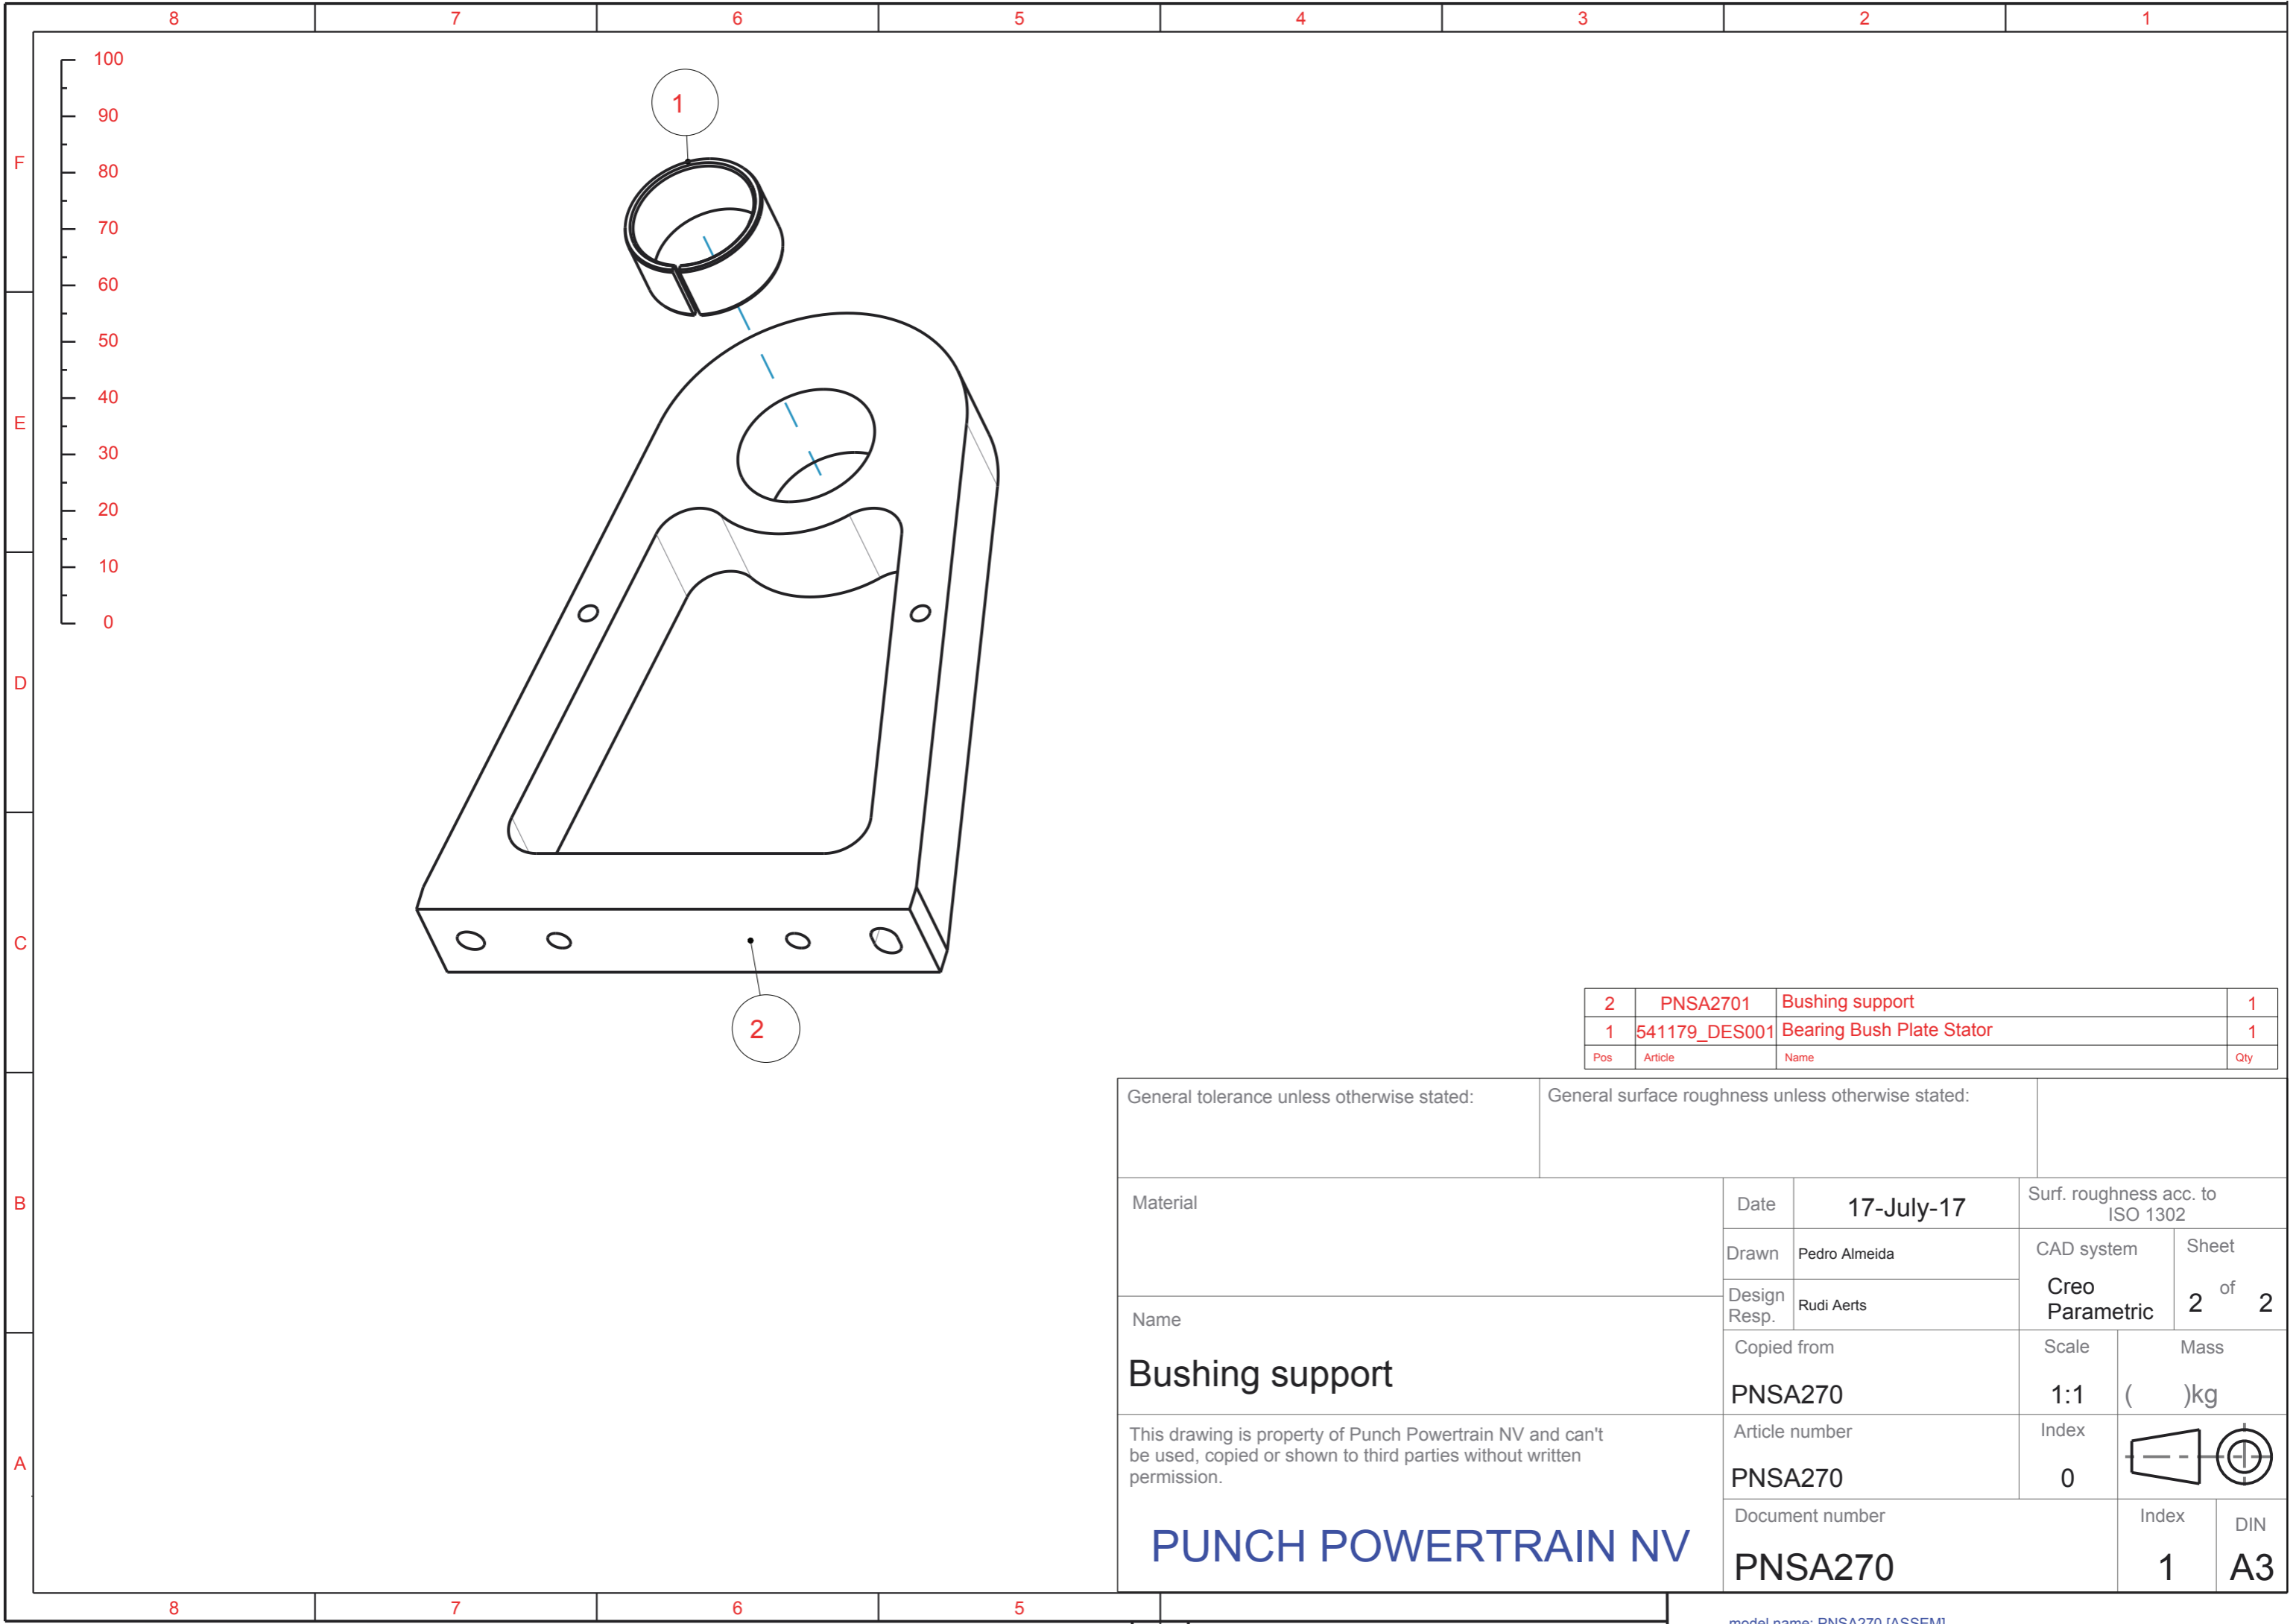 8 7 6 5 4 3 2 1
100
90
80
70
60
50
40
30
20
10
0
F
E
D
C
B
A
1
2
2 PNSA2701 Bushing support 1
1 541179_DES001 Bearing Bush Plate Stator 1
Pos Article Name Qty
General tolerance unless otherwise stated:
General surface roughness unless otherwise stated:
Material
Date 17-July-17
Surf. roughness acc. to
ISO 1302
Drawn Pedro Almeida
Design
Resp.
Rudi Aerts
CAD system
Creo
Parametric
Sheet
2 of 2
Name
Bushing support
Copied from
PNSA270
Scale
1:1
Mass
( )kg
This drawing is property of Punch Powertrain NV and can't
be used, copied or shown to third parties without written
permission.
PUNCH POWERTRAIN NV
Article number
PNSA270
Index
0
Document number
PNSA270
Index
1
DIN
A3
8 7 6 5
model name: PNSA270 [ASSEM]